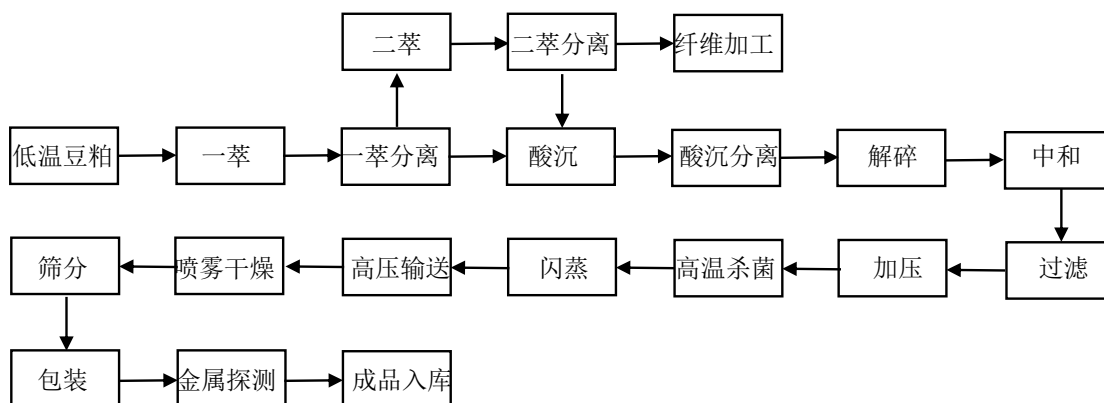 二萃
二萃分离
纤维加工
低温豆粕
一萃
一萃分离
酸沉
酸沉分离
解碎
中和
筛分
喷雾干燥
高压输送
闪蒸
高温杀菌
加压
过滤
包装
金属探测
成品入库